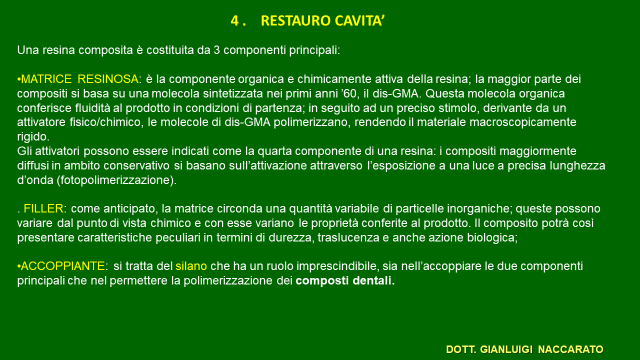 4 . RESTAURO CAVITA'
Una resina composita è costituita da 3 componenti principali:
•MATRICE RESINOSA: è la componente organica e chimicamente attiva della resina; la maggior parte dei
compositi si basa su una molecola sintetizzata nei primi anni '60, il dis-GMA. Questa molecola organica
conferisce fluidità al prodotto in condizioni di partenza; in seguito ad un preciso stimolo, derivante da un
attivatore fisico/chimico, le molecole di dis-GMA polimerizzano, rendendo il materiale macroscopicamente
rigido.
Gli attivatori possono essere indicati come la quarta componente di una resina: i compositi maggiormente
diffusi in ambito conservativo si basano sull'attivazione attraverso l'esposizione a una luce a precisa lunghezza
d'onda (fotopolimerizzazione).
. FILLER: come anticipato, la matrice circonda una quantità variabile di particelle inorganiche; queste possono
variare dal punto di vista chimico e con esse variano le proprietà conferite al prodotto. Il composito potrà così
presentare caratteristiche peculiari in termini di durezza, traslucenza e anche azione biologica;
•ACCOPPIANTE: si tratta del silano che ha un ruolo imprescindibile, sia nell'accoppiare le due componenti
principali che nel permettere la polimerizzazione dei composti dentali.
DOTT. GIANLUIGI NACCARATO